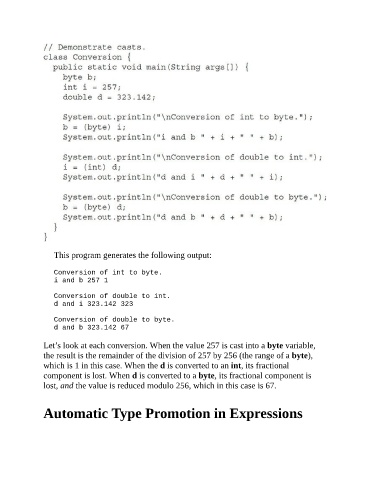 // Demonstrate casts.
class Conversion {
public static void main(String args[]) {
byte b;
int i = 257;
double d = 323.142;
System.out.println("\nConversion of int to byte.");
b = (byte) i;
System.out.println("i and b " + i + " " + b);
System.out.println("\nConversion of double to int.");
i = (int) d;
System.out.println("d and i " + d + " " + i);
System.out.println("\nConversion of double to byte.");
b = (byte) d;
System.out.println("d and b " + d + " " + b);
}
}
This program generates the following output:
Conversion of int to byte.
i and b 257 1
Conversion of double to int.
d and i 323.142 323
Conversion of double to byte.
d and b 323.142 67
Let's look at each conversion. When the value 257 is cast into a byte variable,
the result is the remainder of the division of 257 by 256 (the range of a byte),
which is 1 in this case. When the d is converted to an int, its fractional
component is lost. When d is converted to a byte, its fractional component is
lost, and the value is reduced modulo 256, which in this case is 67.
Automatic Type Promotion in Expressions